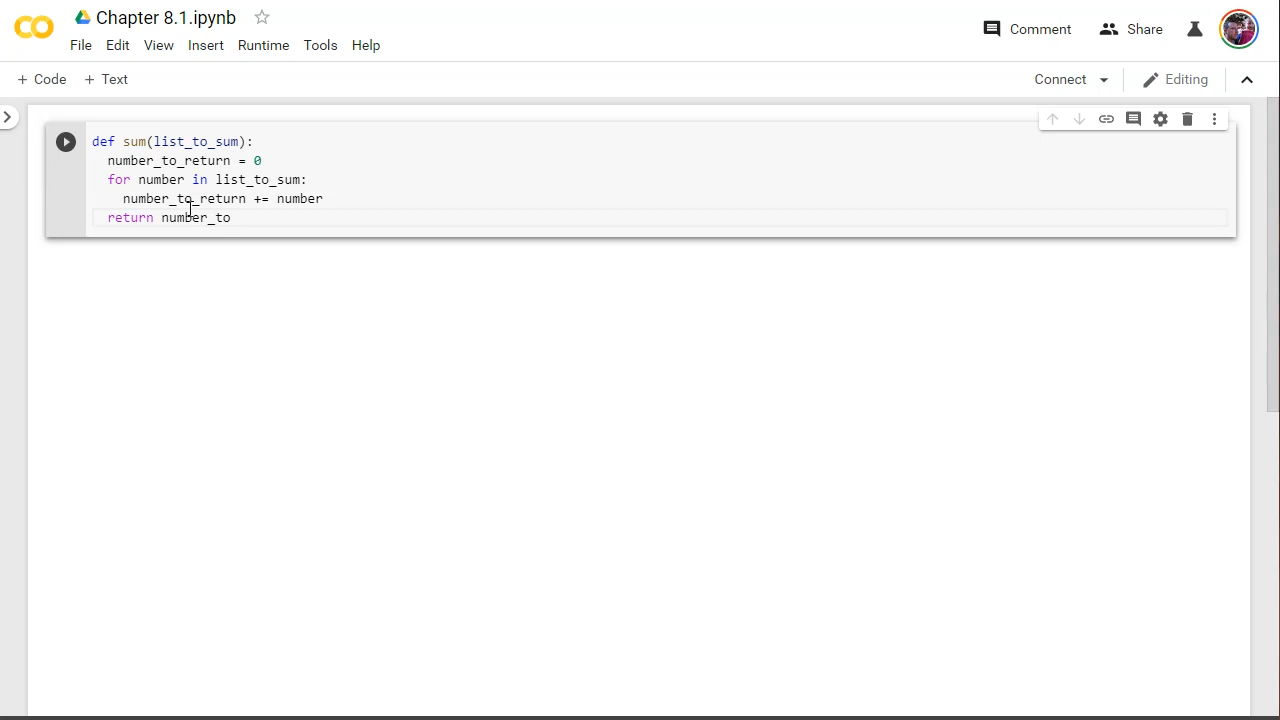 CO Chapter 8.1.ipynb
File Edit View Insert Runtime Tools Help
Comment Share
+ Code + Text
Connect Editing
def sum(list_to_sum):
  number_to_return = 0
  for number in list_to_sum:
    number_to_return += number
  return number_to